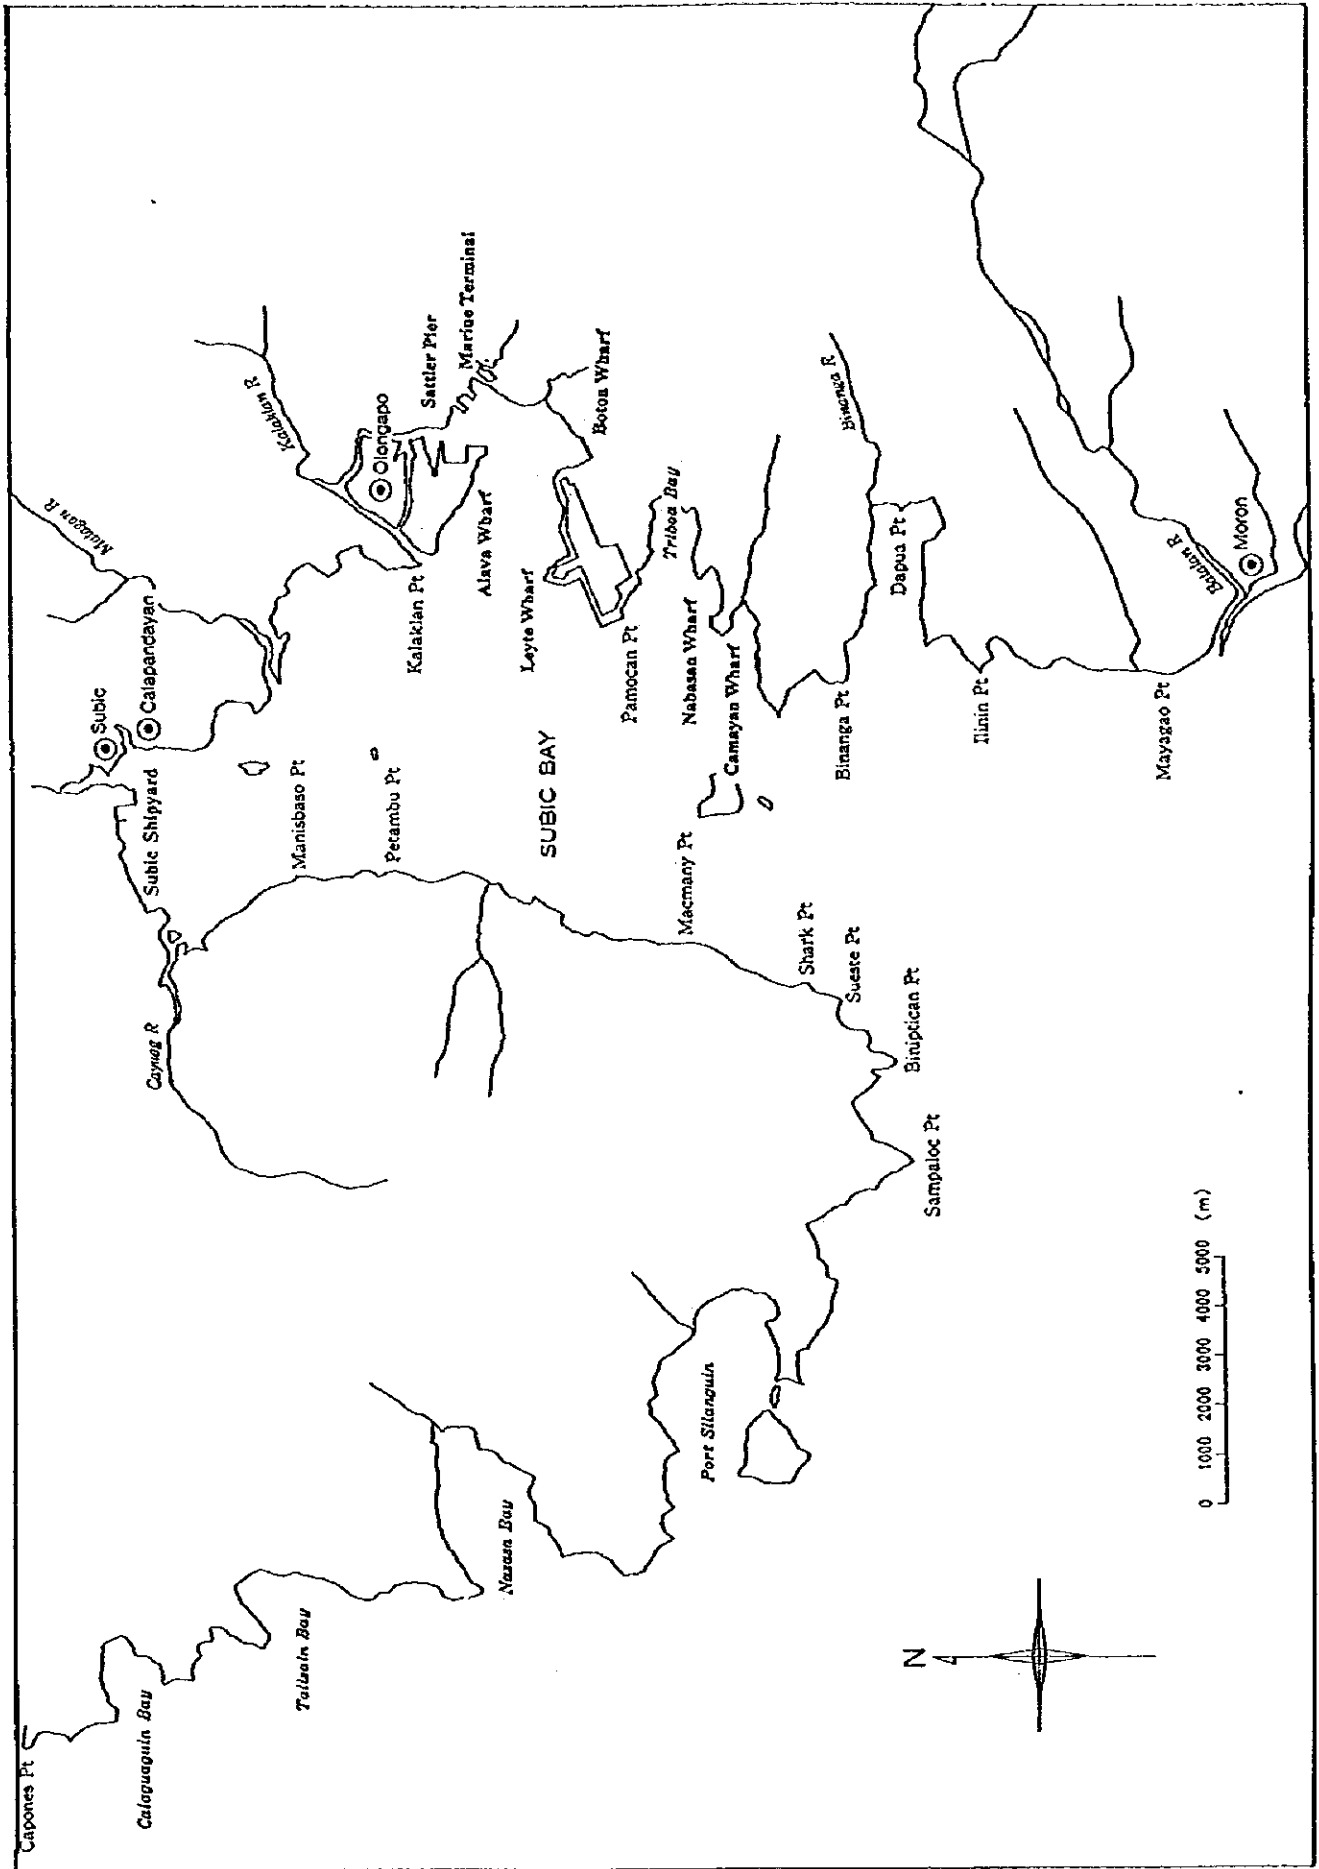 Capones Pt
Calaguaguin Bay
Talisain Bay
Nazasa Bay
Port Silanguin
Sampaloc Pt
Biniptican Pt
Sueste Pt
Shark Pt
Macmany Pt
SUBIC BAY
Petambu Pt
Manisbaso Pt
Cayuag R
Subic Shipyard
Subic
Calapandayan
Matagan R
Kalaklan R
Olongapo
Kalaklan Pt
Sattler Pier
Marine Terminal
Alava Wharf
Leyte Wharf
Boton Wharf
Pamocan Pt
Triboa Bay
Nabasan Wharf
Camayan Wharf
Binanga R
Binanga Pt
Dapua Pt
Ilinin Pt
Mayagao Pt
Batalan R
Moron
N
0 1000 2000 3000 4000 5000 (m)